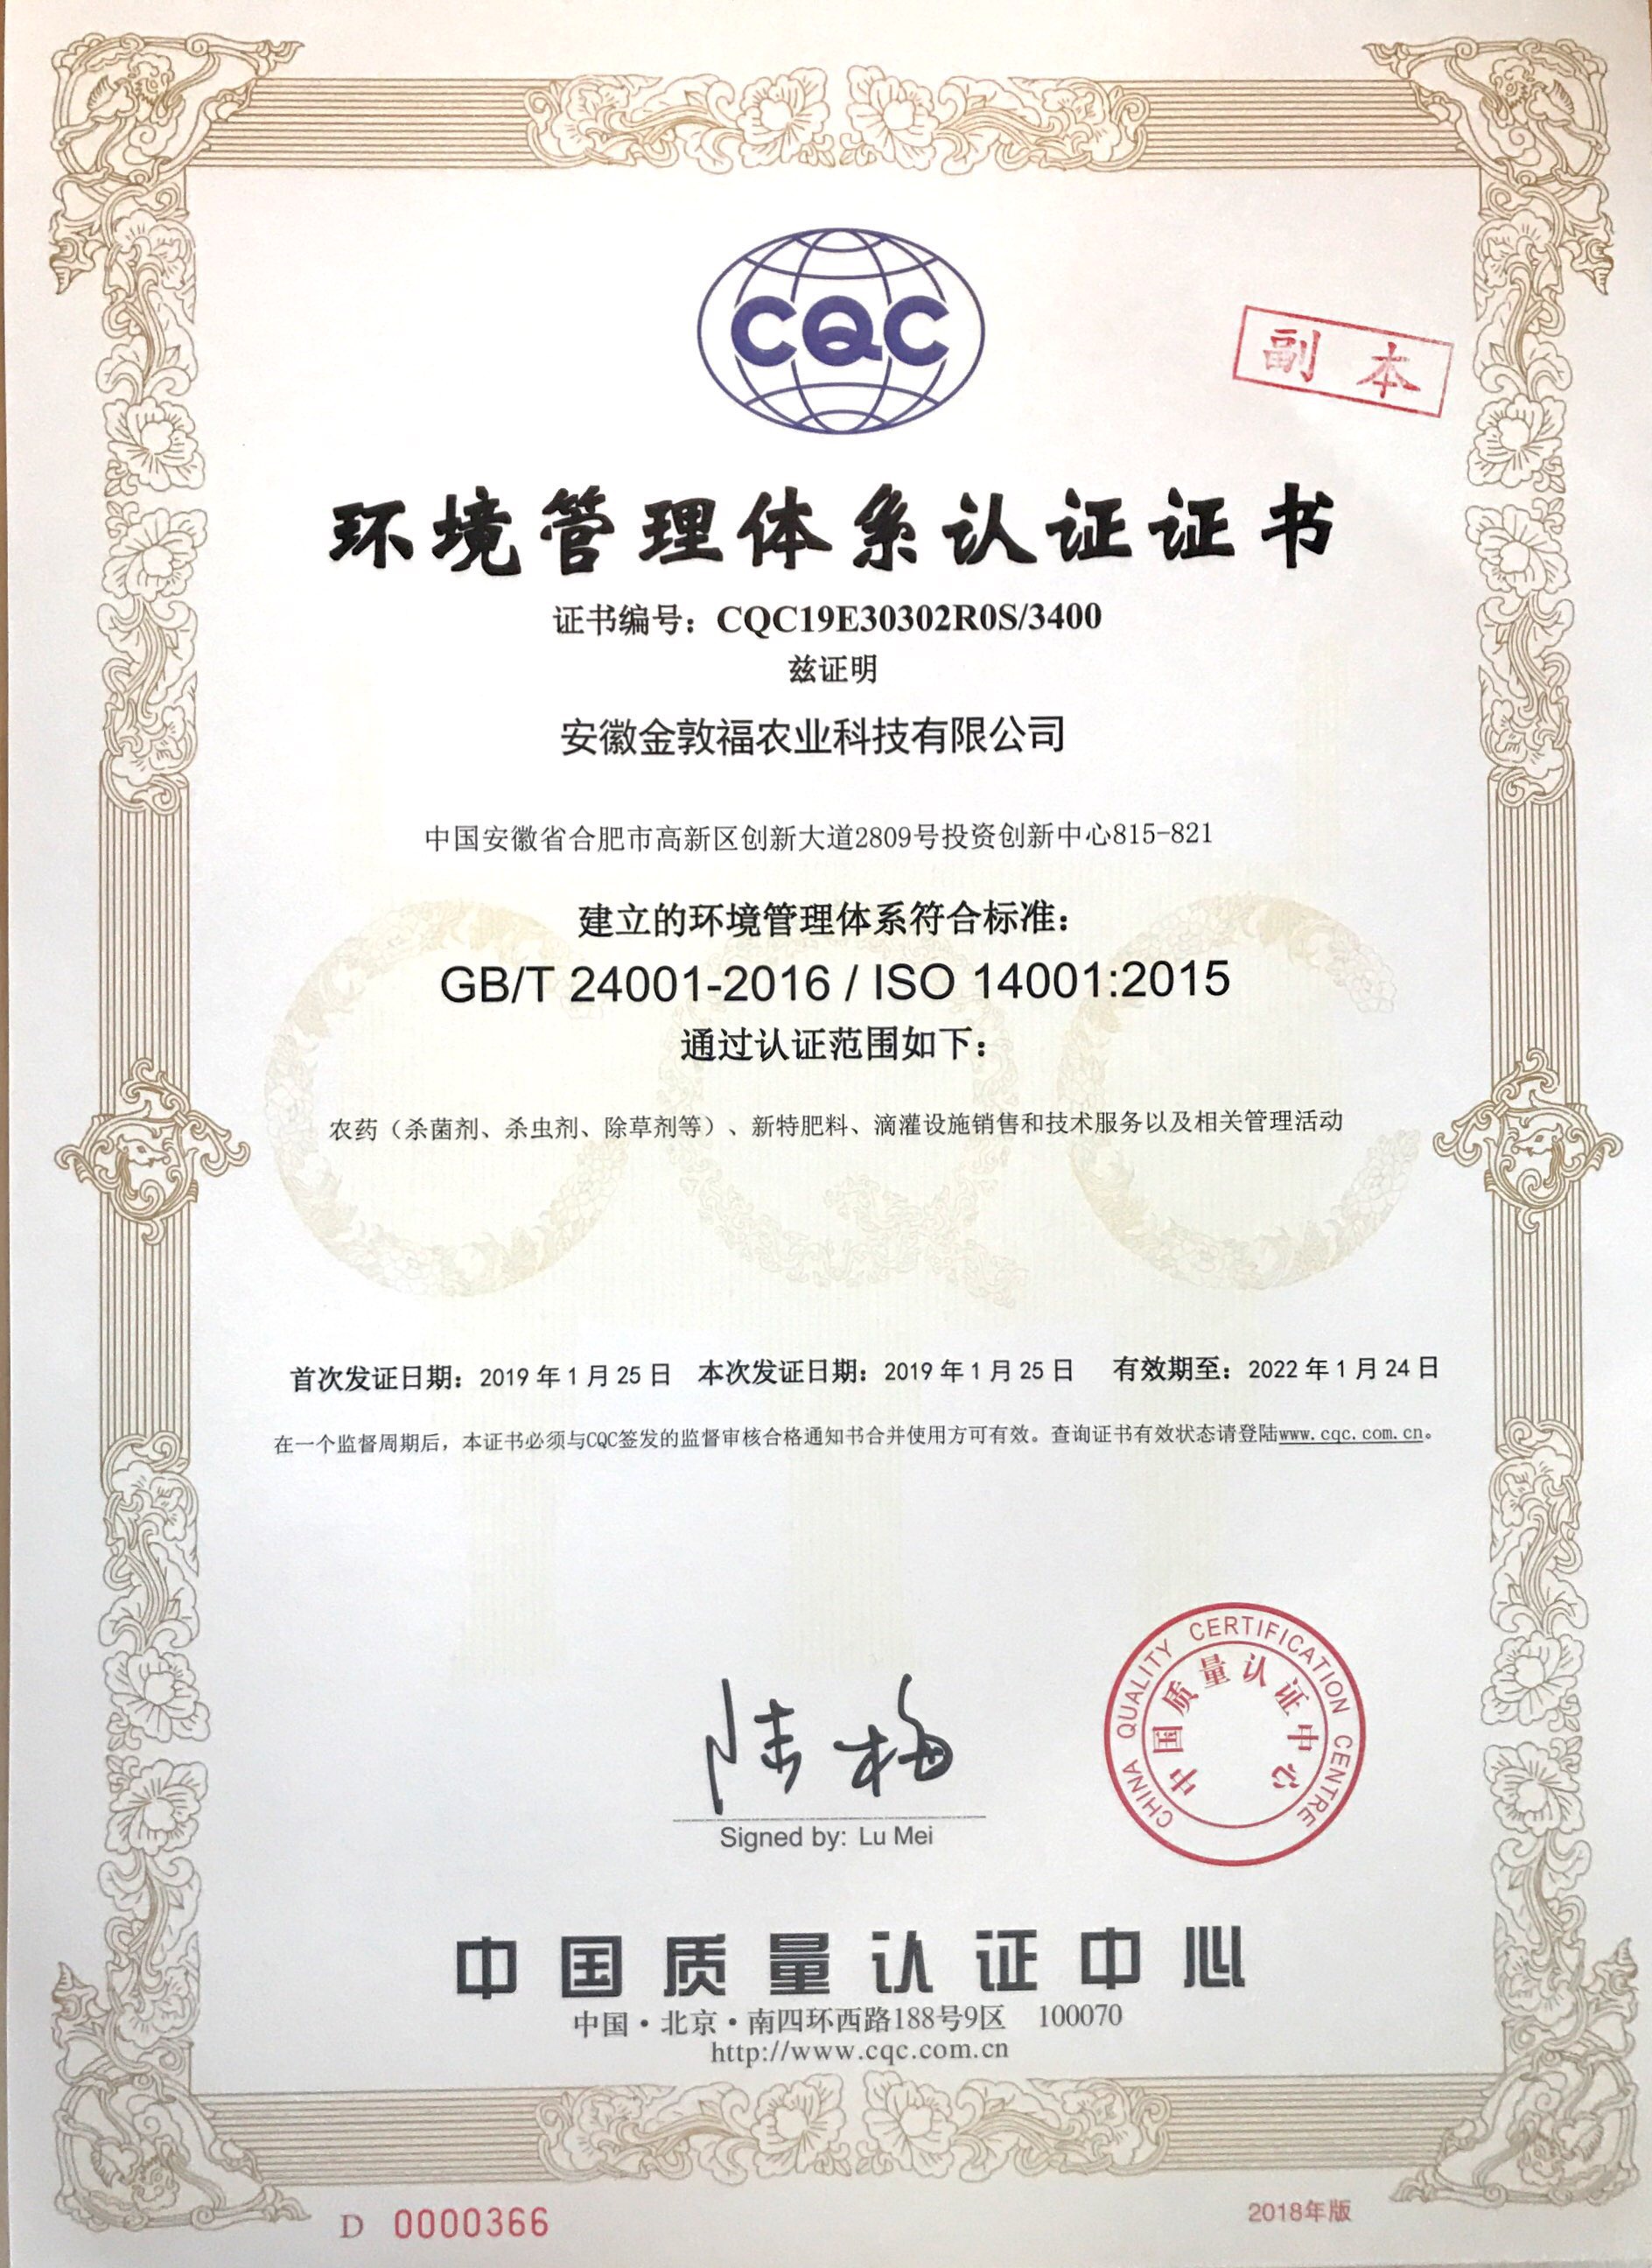 CQC
副 本
环境管理体系认证证书
证书编号：CQC19E30302R0S/3400
兹证明
安徽金敦福农业科技有限公司
中国安徽省合肥市高新区创新大道2809号投资创新中心815-821
建立的环境管理体系符合标准：
GB/T 24001-2016 / ISO 14001:2015
通过认证范围如下：
农药（杀菌剂、杀虫剂、除草剂等）、新特肥料、滴灌设施销售和技术服务以及相关管理活动
首次发证日期：2019年1月25日 本次发证日期：2019年1月25日 有效期至：2022年1月24日
在一个监督周期后，本证书必须与CQC签发的监督审核合格通知书合并使用方可有效。查询证书有效状态请登陆www.cqc.com.cn。
陆梅
Signed by: Lu Mei
CHINA QUALITY CERTIFICATION CENTRE
中国质量认证中心
中国质量认证中心
中国·北京·南四环西路188号9区 100070
http://www.cqc.com.cn
D 0000366
2018年版